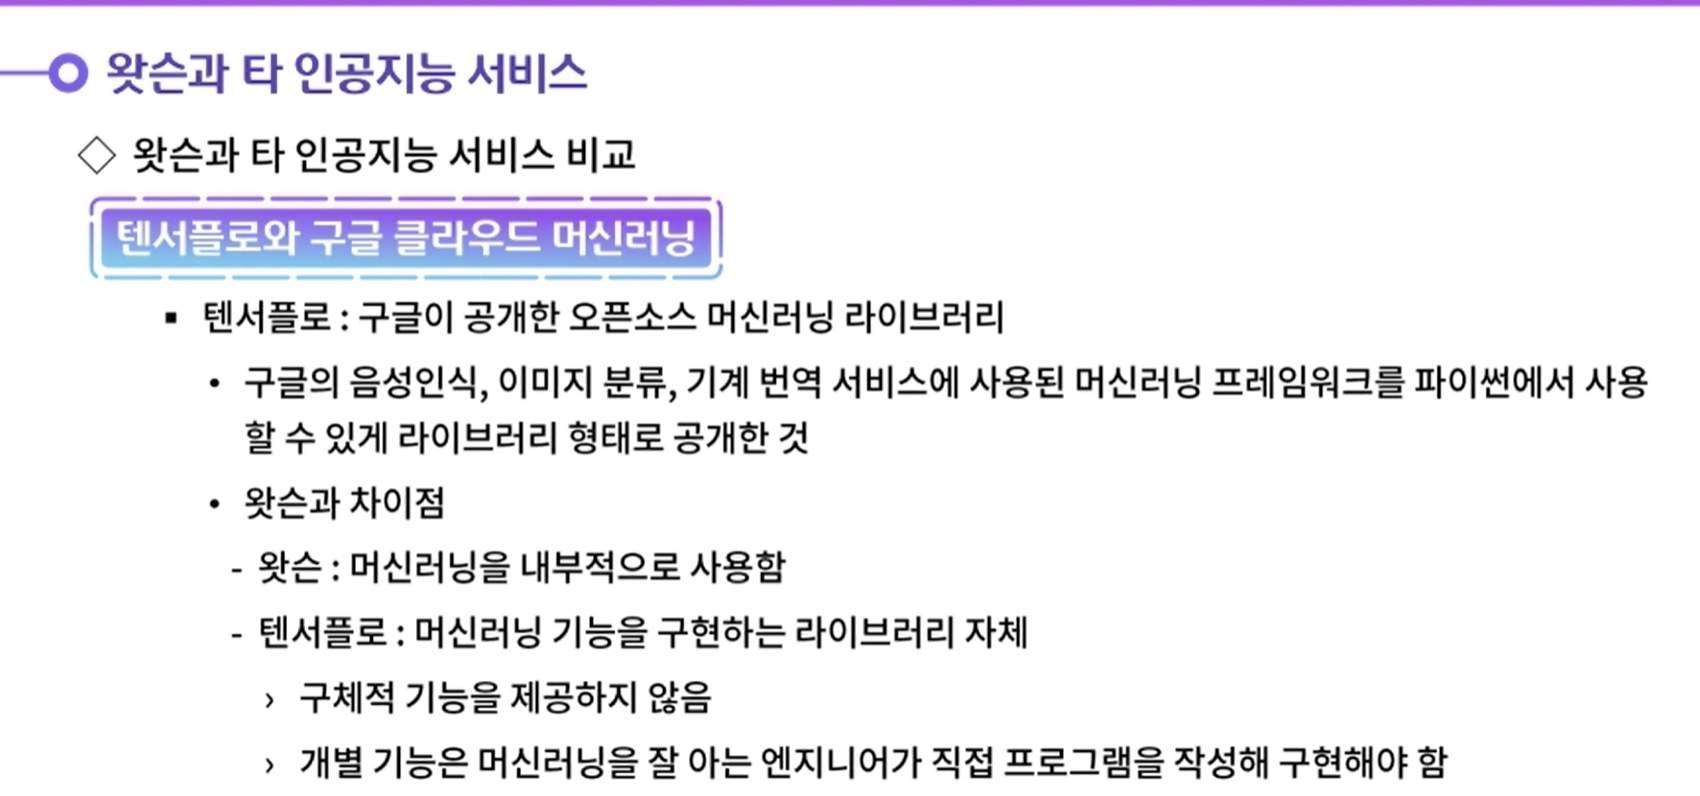 왓슨과 타 인공지능 서비스
◇ 왓슨과 타 인공지능 서비스 비교
텐서플로와 구글 클라우드 머신러닝
▪ 텐서플로 : 구글이 공개한 오픈소스 머신러닝 라이브러리
• 구글의 음성인식, 이미지 분류, 기계 번역 서비스에 사용된 머신러닝 프레임워크를 파이썬에서 사용
할 수 있게 라이브러리 형태로 공개한 것
• 왓슨과 차이점
- 왓슨 : 머신러닝을 내부적으로 사용함
- 텐서플로 : 머신러닝 기능을 구현하는 라이브러리 자체
› 구체적 기능을 제공하지 않음
› 개별 기능은 머신러닝을 잘 아는 엔지니어가 직접 프로그램을 작성해 구현해야 함